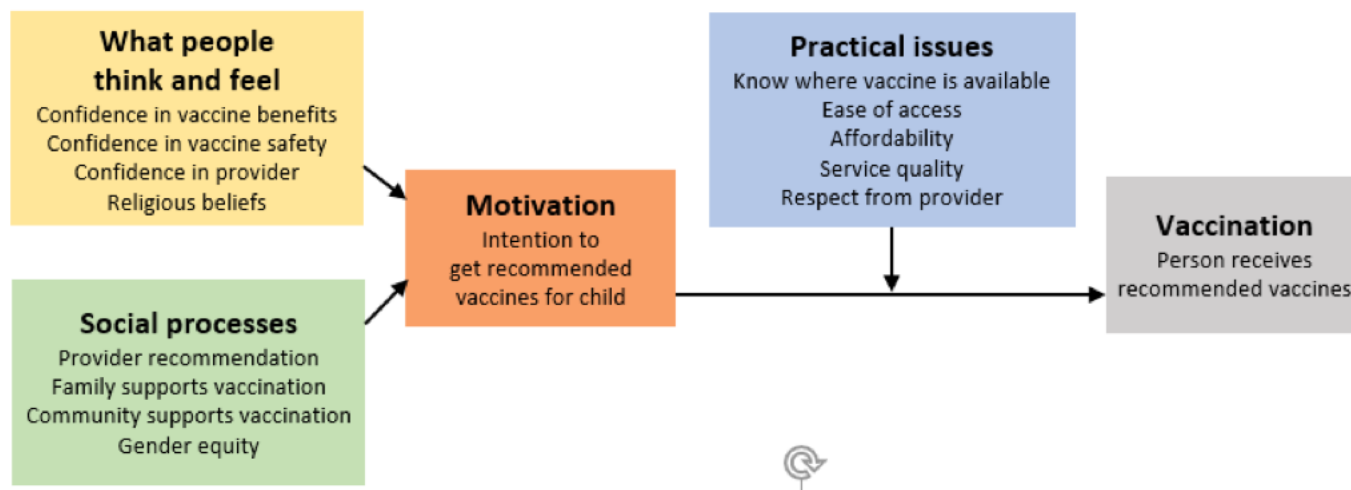 What people
think and feel
Confidence in vaccine benefits
Confidence in vaccine safety
Confidence in provider
Religious beliefs
Social processes
Provider recommendation
Family supports vaccination
Community supports vaccination
Gender equity
Motivation
Intention to
get recommended
vaccines for child
Practical issues
Know where vaccine is available
Ease of access
Affordability
Service quality
Respect from provider
Vaccination
Person receives
recommended vaccines